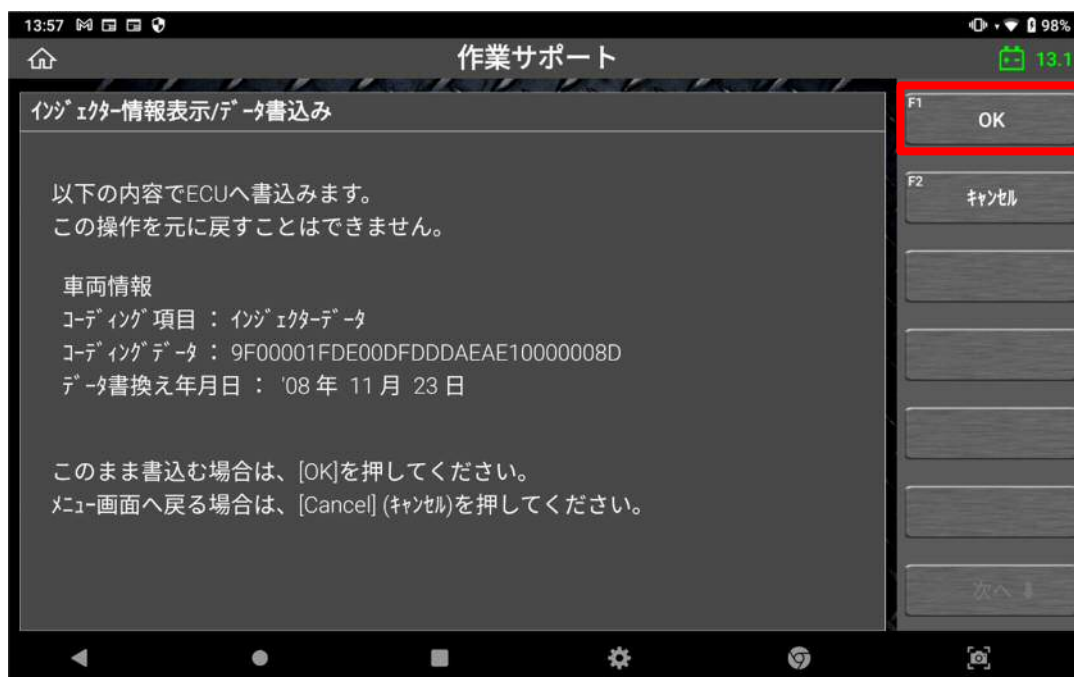 13:57 98%
作業サポート
13.1
ｲﾝｼﾞｪｸﾀｰ情報表示/ﾃﾞｰﾀ書込み
F1
OK
以下の内容でECUへ書込みます。
F2
ｷｬﾝｾﾙ
この操作を元に戻すことはできません。
車両情報
ｺｰﾃﾞｨﾝｸﾞ項目 ： ｲﾝｼﾞｪｸﾀｰﾃﾞｰﾀ
ｺｰﾃﾞｨﾝｸﾞﾃﾞｰﾀ ： 9F00001FDE00DFDDDAEAE10000008D
ﾃﾞｰﾀ書換え年月日 ： '08 年 11 月 23 日
このまま書込む場合は、[OK]を押してください。
ﾒﾆｭｰ画面へ戻る場合は、[Cancel] (ｷｬﾝｾﾙ)を押してください。
次へ ⬇